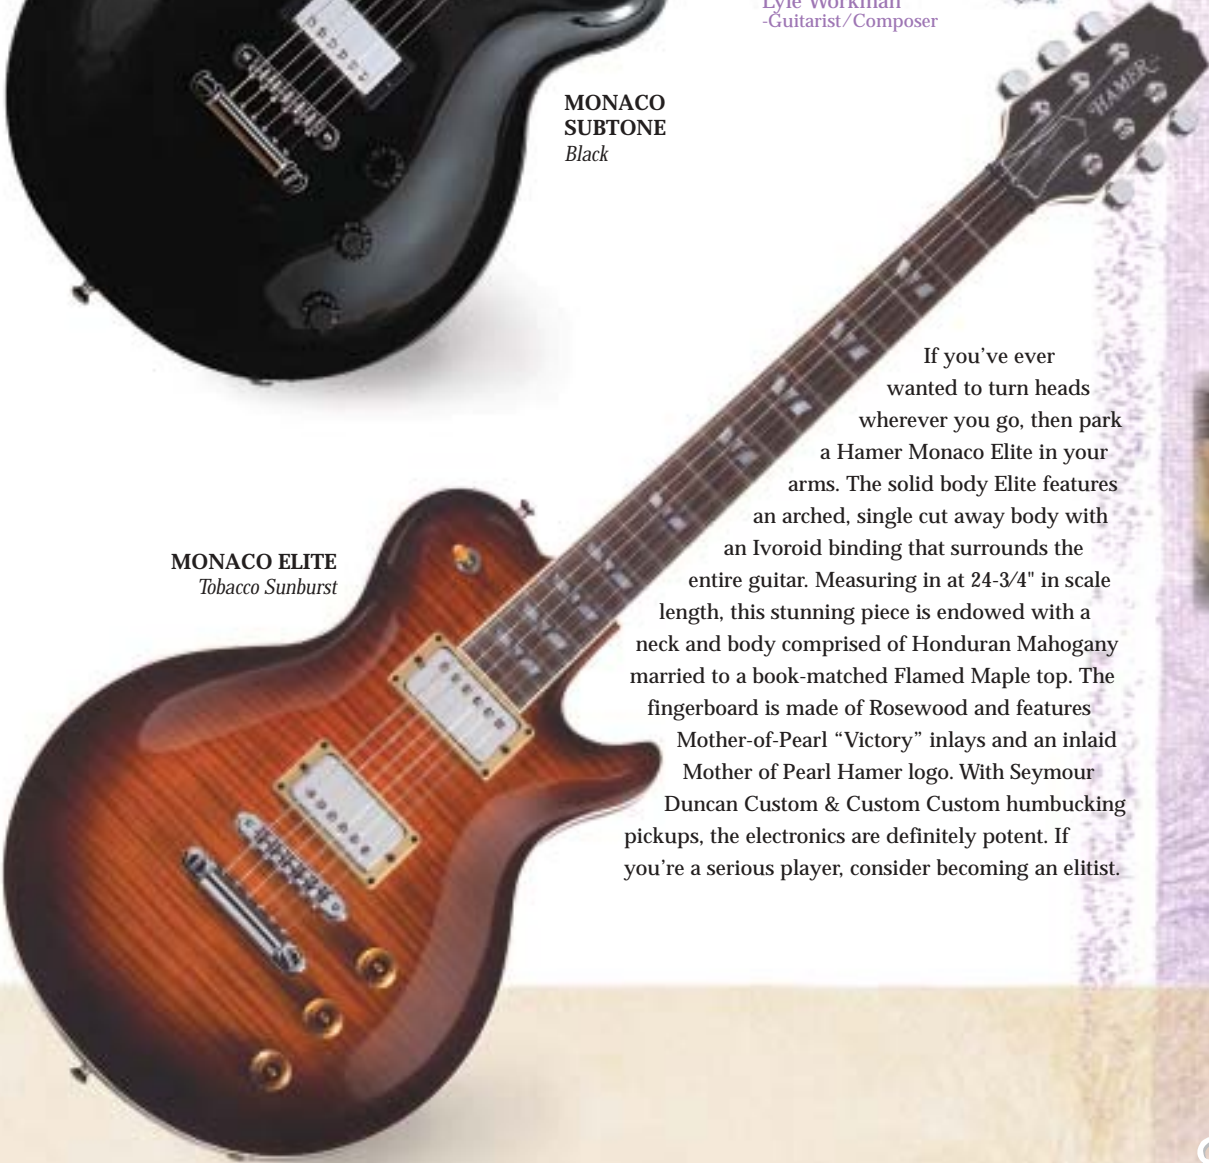 Lyle Workman
-Guitarist/Composer
MONACO
SUBTONE
Black
HAMER
If you’ve ever
wanted to turn heads
wherever you go, then park
a Hamer Monaco Elite in your
arms. The solid body Elite features
an arched, single cut away body with
an Ivoroid binding that surrounds the
entire guitar. Measuring in at 24-3/4" in scale
length, this stunning piece is endowed with a
neck and body comprised of Honduran Mahogany
married to a book-matched Flamed Maple top. The
fingerboard is made of Rosewood and features
Mother-of-Pearl “Victory” inlays and an inlaid
Mother of Pearl Hamer logo. With Seymour
Duncan Custom & Custom Custom humbucking
pickups, the electronics are definitely potent. If
you’re a serious player, consider becoming an elitist.
MONACO ELITE
Tobacco Sunburst